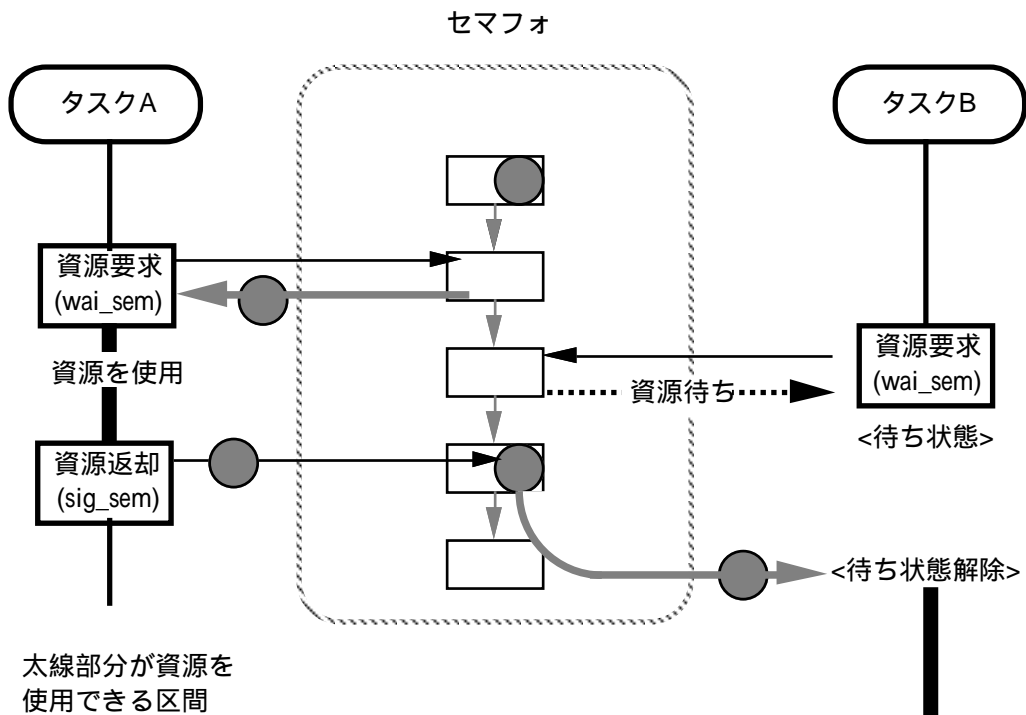 セマフォ
タスクA
タスクB
資源要求
(wai_sem)
資源を使用
資源要求
(wai_sem)
資源待ち
<待ち状態>
資源返却
(sig_sem)
<待ち状態解除>
太線部分が資源を
使用できる区間